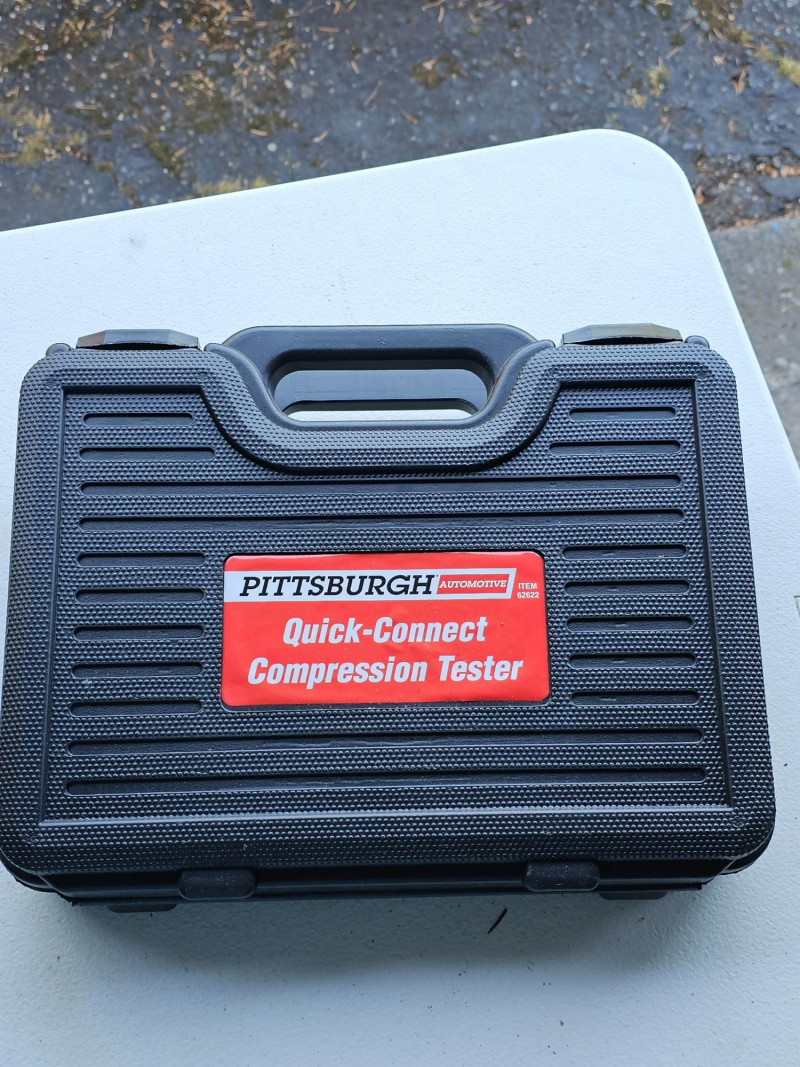 PITTSBURGH AUTOMOTIVE
ITEM
62622
Quick-Connect
Compression Tester